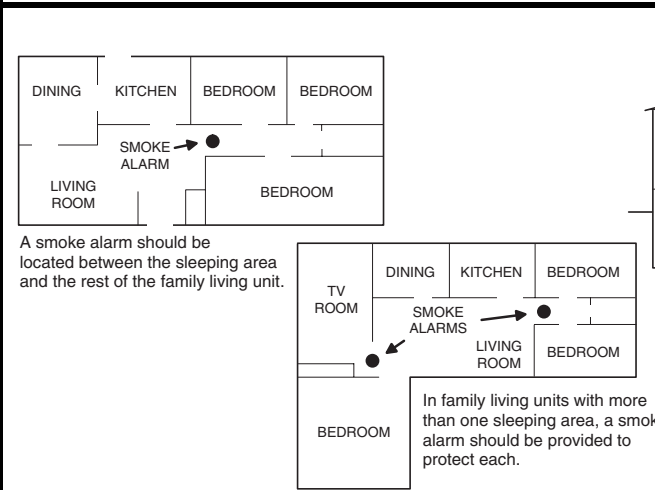 DINING KITCHEN BEDROOM BEDROOM
SMOKE
ALARM
LIVING
ROOM
BEDROOM
A smoke alarm should be
located between the sleeping area
and the rest of the family living unit.
TV
ROOM
DINING KITCHEN BEDROOM
SMOKE
ALARMS
LIVING
ROOM
BEDROOM
BEDROOM
In family living units with more
than one sleeping area, a smok
alarm should be provided to
protect each.